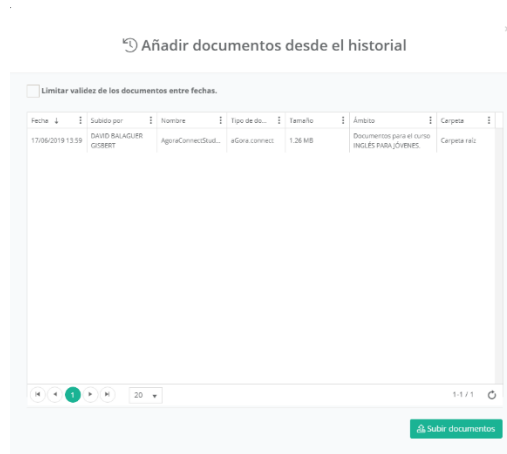 Añadir documentos desde el historial
Limitar validez de los documentos entre fechas.
Fecha ↓ Subido por Nombre Tipo de do... Tamaño Ámbito Carpeta
17/06/2019 13:59 DAVID BALAGUER GISBERT AgoraConnectStud... aGora connect 1.26 MB Documentos para el curso INGLÉS PARA JÓVENES. Carpeta raíz
1 20 1-1 / 1
Subir documentos